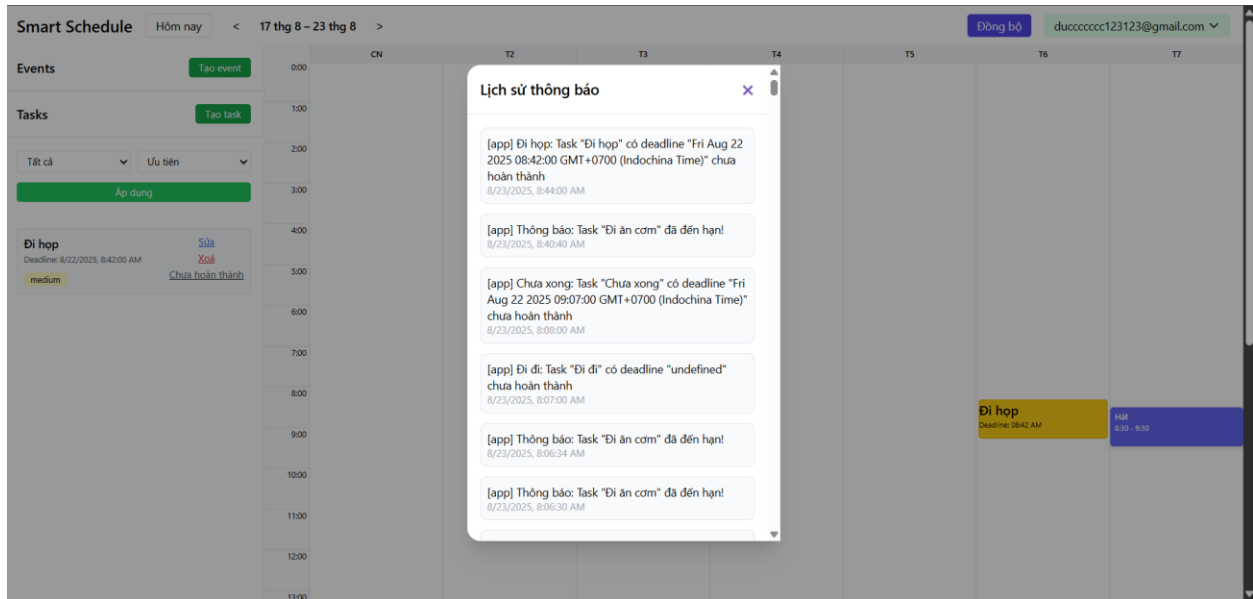 Smart Schedule Hôm nay < 17 thg 8 – 23 thg 8 > Đồng bộ ducccccc123123@gmail.com
CN T2 T3 T4 T5 T6 T7
Events Tạo event
Tasks Tạo task
Tất cả Ưu tiên
Áp dụng
Đi họp Sửa
Deadline: 8/22/2025, 8:42:00 AM Xoá
medium Chưa hoàn thành
0:00
1:00
2:00
3:00
4:00
5:00
6:00
7:00
8:00
9:00
10:00
11:00
12:00
13:00
Lịch sử thông báo ×
[app] Đi họp: Task "Đi họp" có deadline "Fri Aug 22
2025 08:42:00 GMT+0700 (Indochina Time)" chưa
hoàn thành
8/23/2025, 8:44:00 AM
[app] Thông báo: Task "Đi ăn cơm" đã đến hạn!
8/23/2025, 8:40:40 AM
[app] Chưa xong: Task "Chưa xong" có deadline "Fri
Aug 22 2025 09:07:00 GMT+0700 (Indochina Time)"
chưa hoàn thành
8/23/2025, 8:08:00 AM
[app] Đi đi: Task "Đi đi" có deadline "undefined"
chưa hoàn thành
8/23/2025, 8:07:00 AM
[app] Thông báo: Task "Đi ăn cơm" đã đến hạn!
8/23/2025, 8:06:34 AM
[app] Thông báo: Task "Đi ăn cơm" đã đến hạn!
8/23/2025, 8:06:30 AM
Đi họp
Deadline: 08:42 AM
Hát
8:30 - 9:30